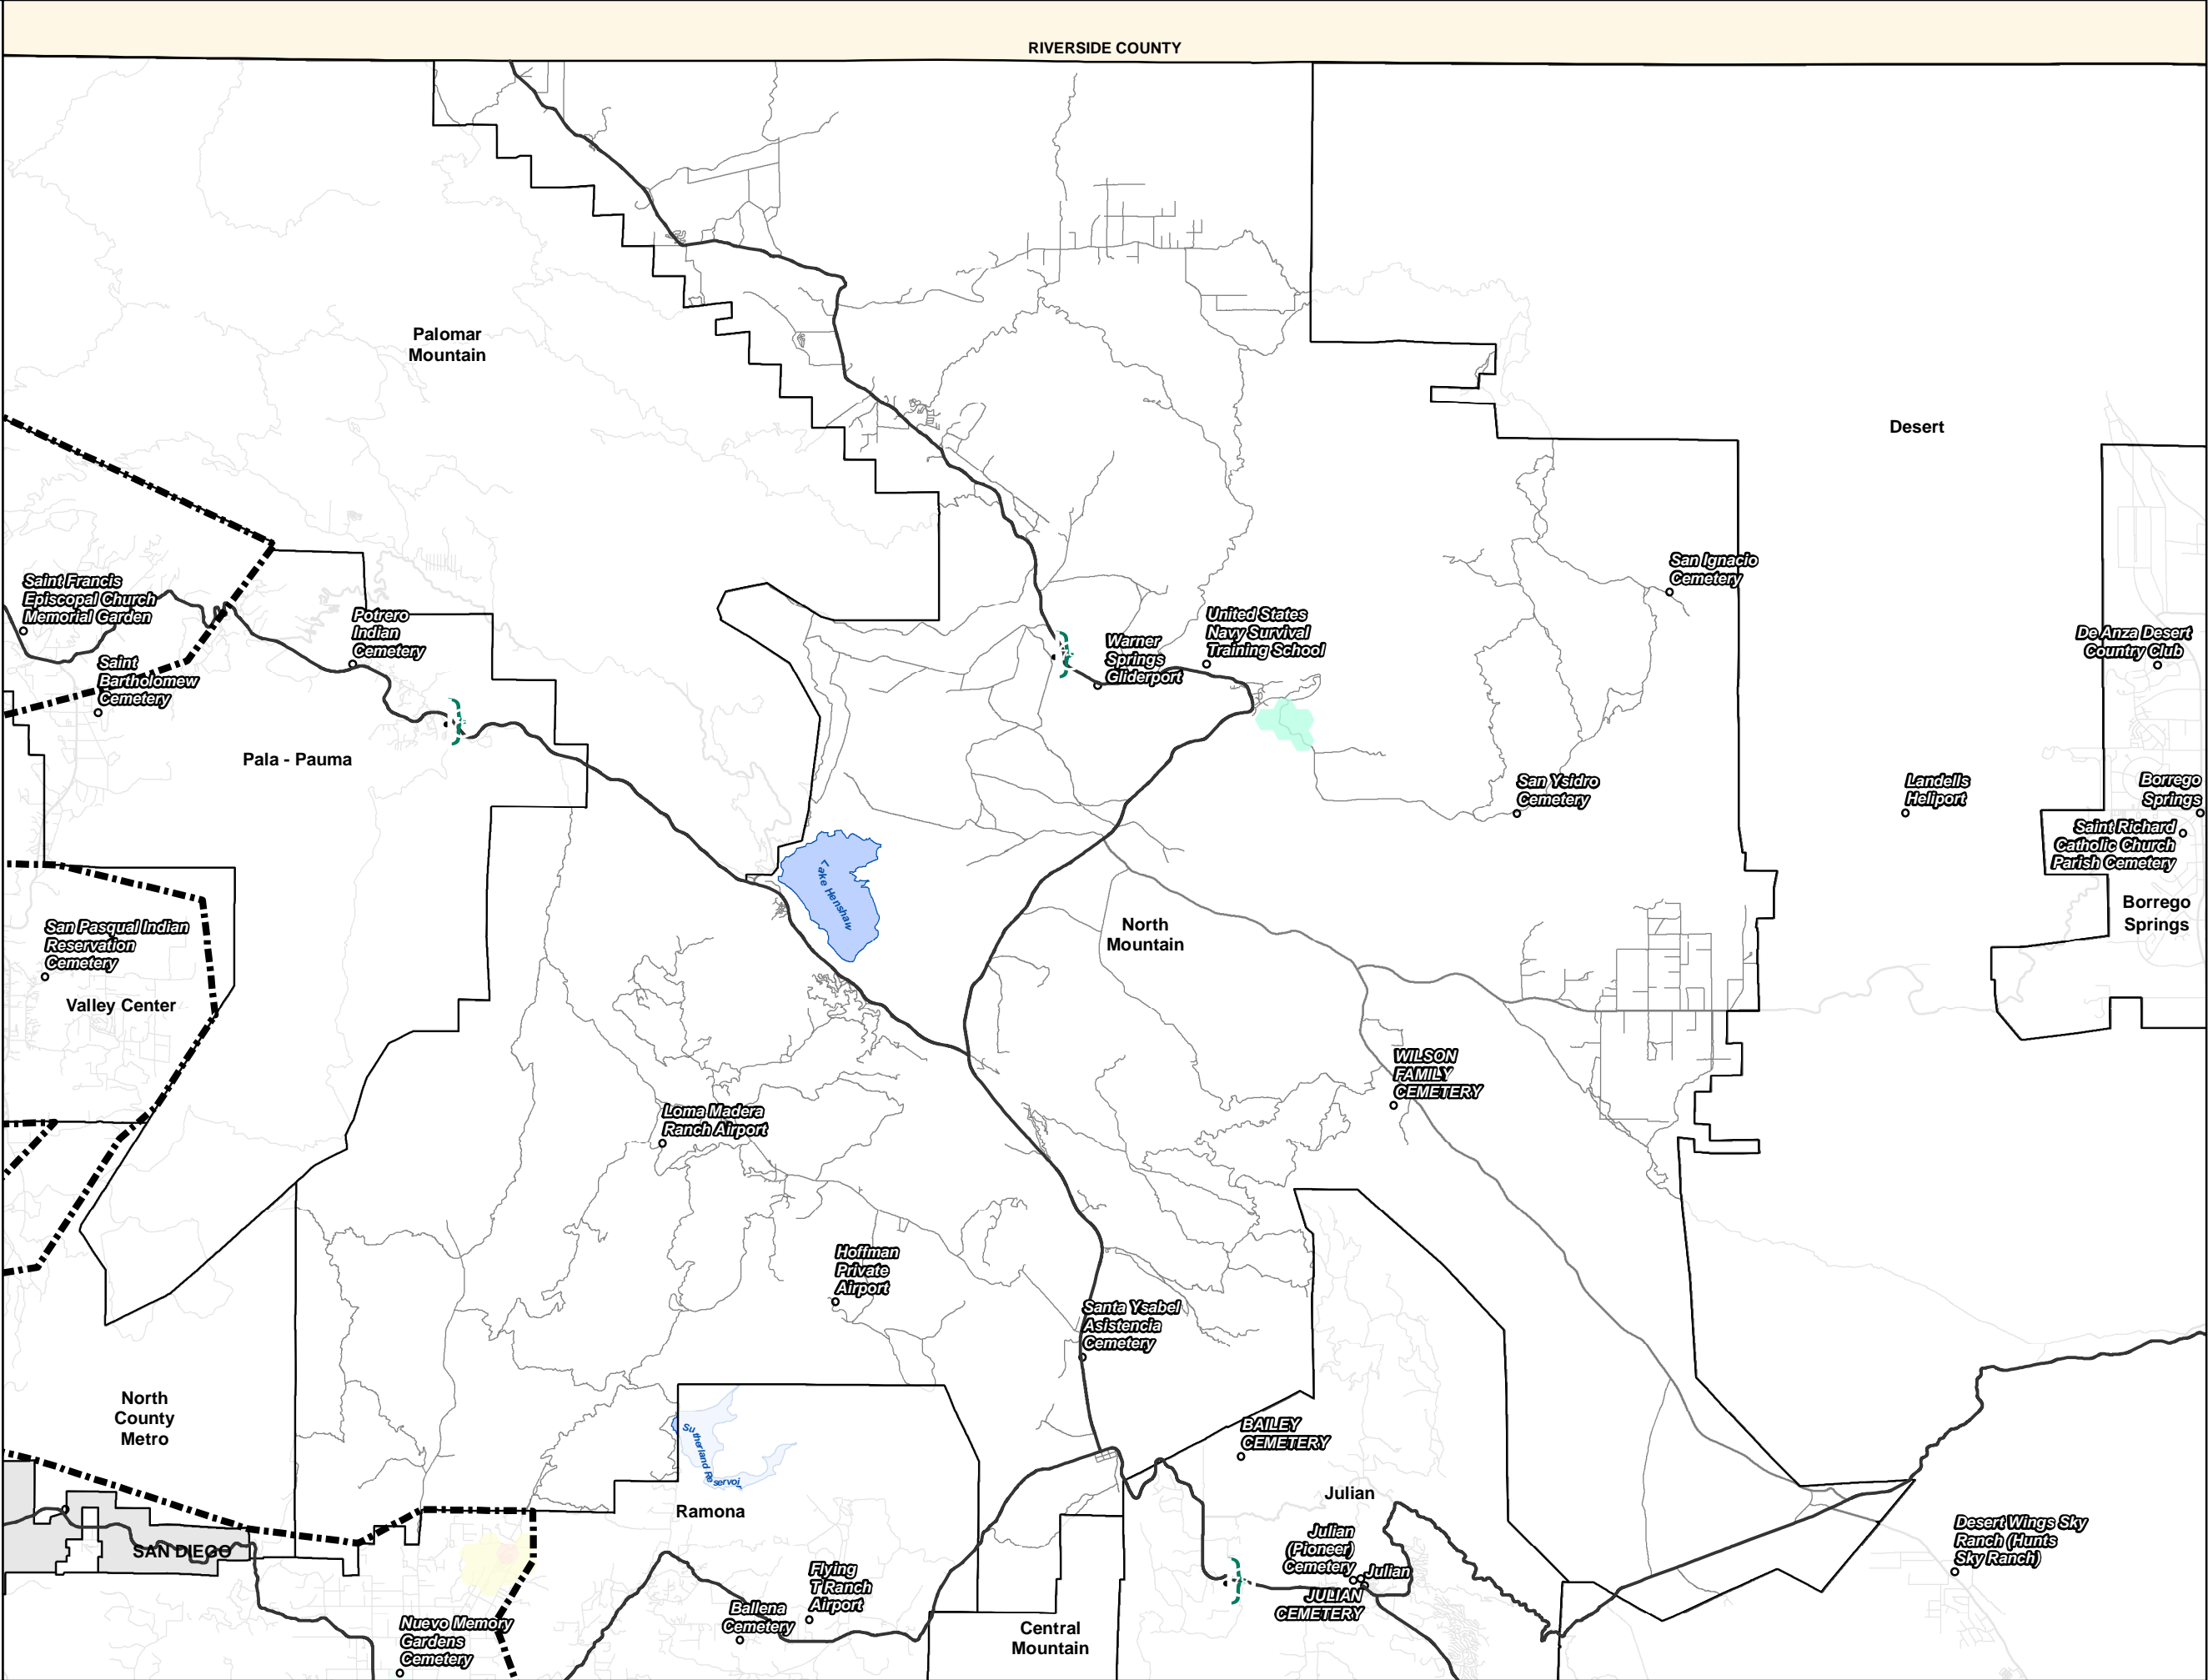 RIVERSIDE COUNTY
Palomar
Mountain
Desert
San Ignacio
Cemetery
Saint Francis
Episcopal Church
Memorial Garden
Potrero
Indian
Cemetery
United States
Navy Survival
Training School
Warner
Springs
Gliderport
De Anza Desert
Country Club
Saint
Bartholomew
Cemetery
Pala - Pauma
San Ysidro
Cemetery
Landells
Heliport
Borrego
Springs
Saint Richard
Catholic Church
Parish Cemetery
Lake Henshaw
Borrego
Springs
North
Mountain
San Pasqual Indian
Reservation
Cemetery
Valley Center
WILSON
FAMILY
CEMETERY
Loma Madera
Ranch Airport
Hoffman
Private
Airport
Santa Ysabel
Asistencia
Cemetery
North
County
Metro
BAILEY
CEMETERY
Sutherland Reservoi
Ramona
Julian
SAN DIEGO
Julian
(Pioneer)
Cemetery
Julian
JULIAN
CEMETERY
Desert Wings Sky
Ranch (Hunts
Sky Ranch)
Flying
T Ranch
Airport
Ballena
Cemetery
Nuevo Memory
Gardens
Cemetery
Central
Mountain